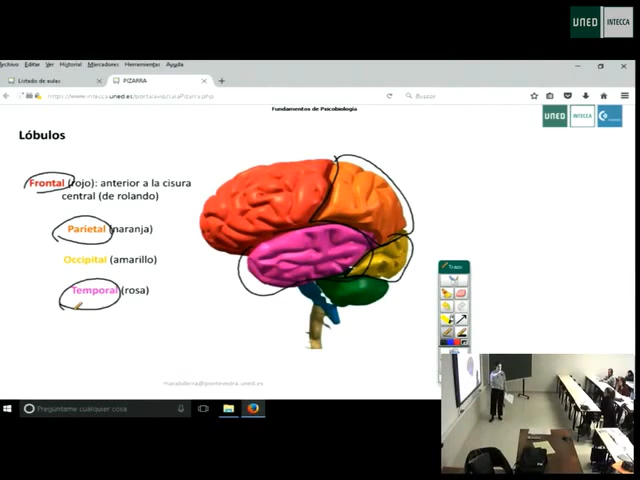 UNED INTECCA
Archivo Editar Ver Historial Marcadores Herramientas Ayuda
Listado de aulas PIZARRA
Buscar
Fundamentos de Psicobiología
UNED INTECCA
Lóbulos
Frontal (rojo): anterior a la cisura
central (de rolando)
Parietal (naranja)
Occipital (amarillo)
Temporal (rosa)
Trazo
Pregúntame cualquier cosa